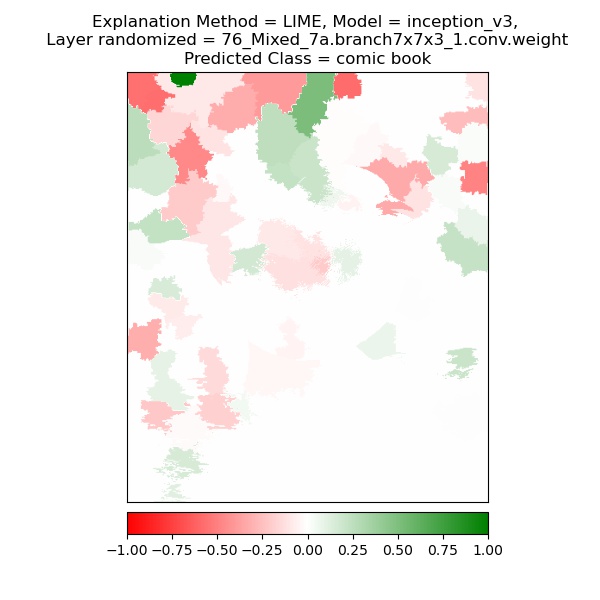 Explanation Method = LIME, Model = inception_v3,
Layer randomized = 76_Mixed_7a.branch7x7x3_1.conv.weight
Predicted Class = comic book
−1.00 −0.75 −0.50 −0.25 0.00 0.25 0.50 0.75 1.00